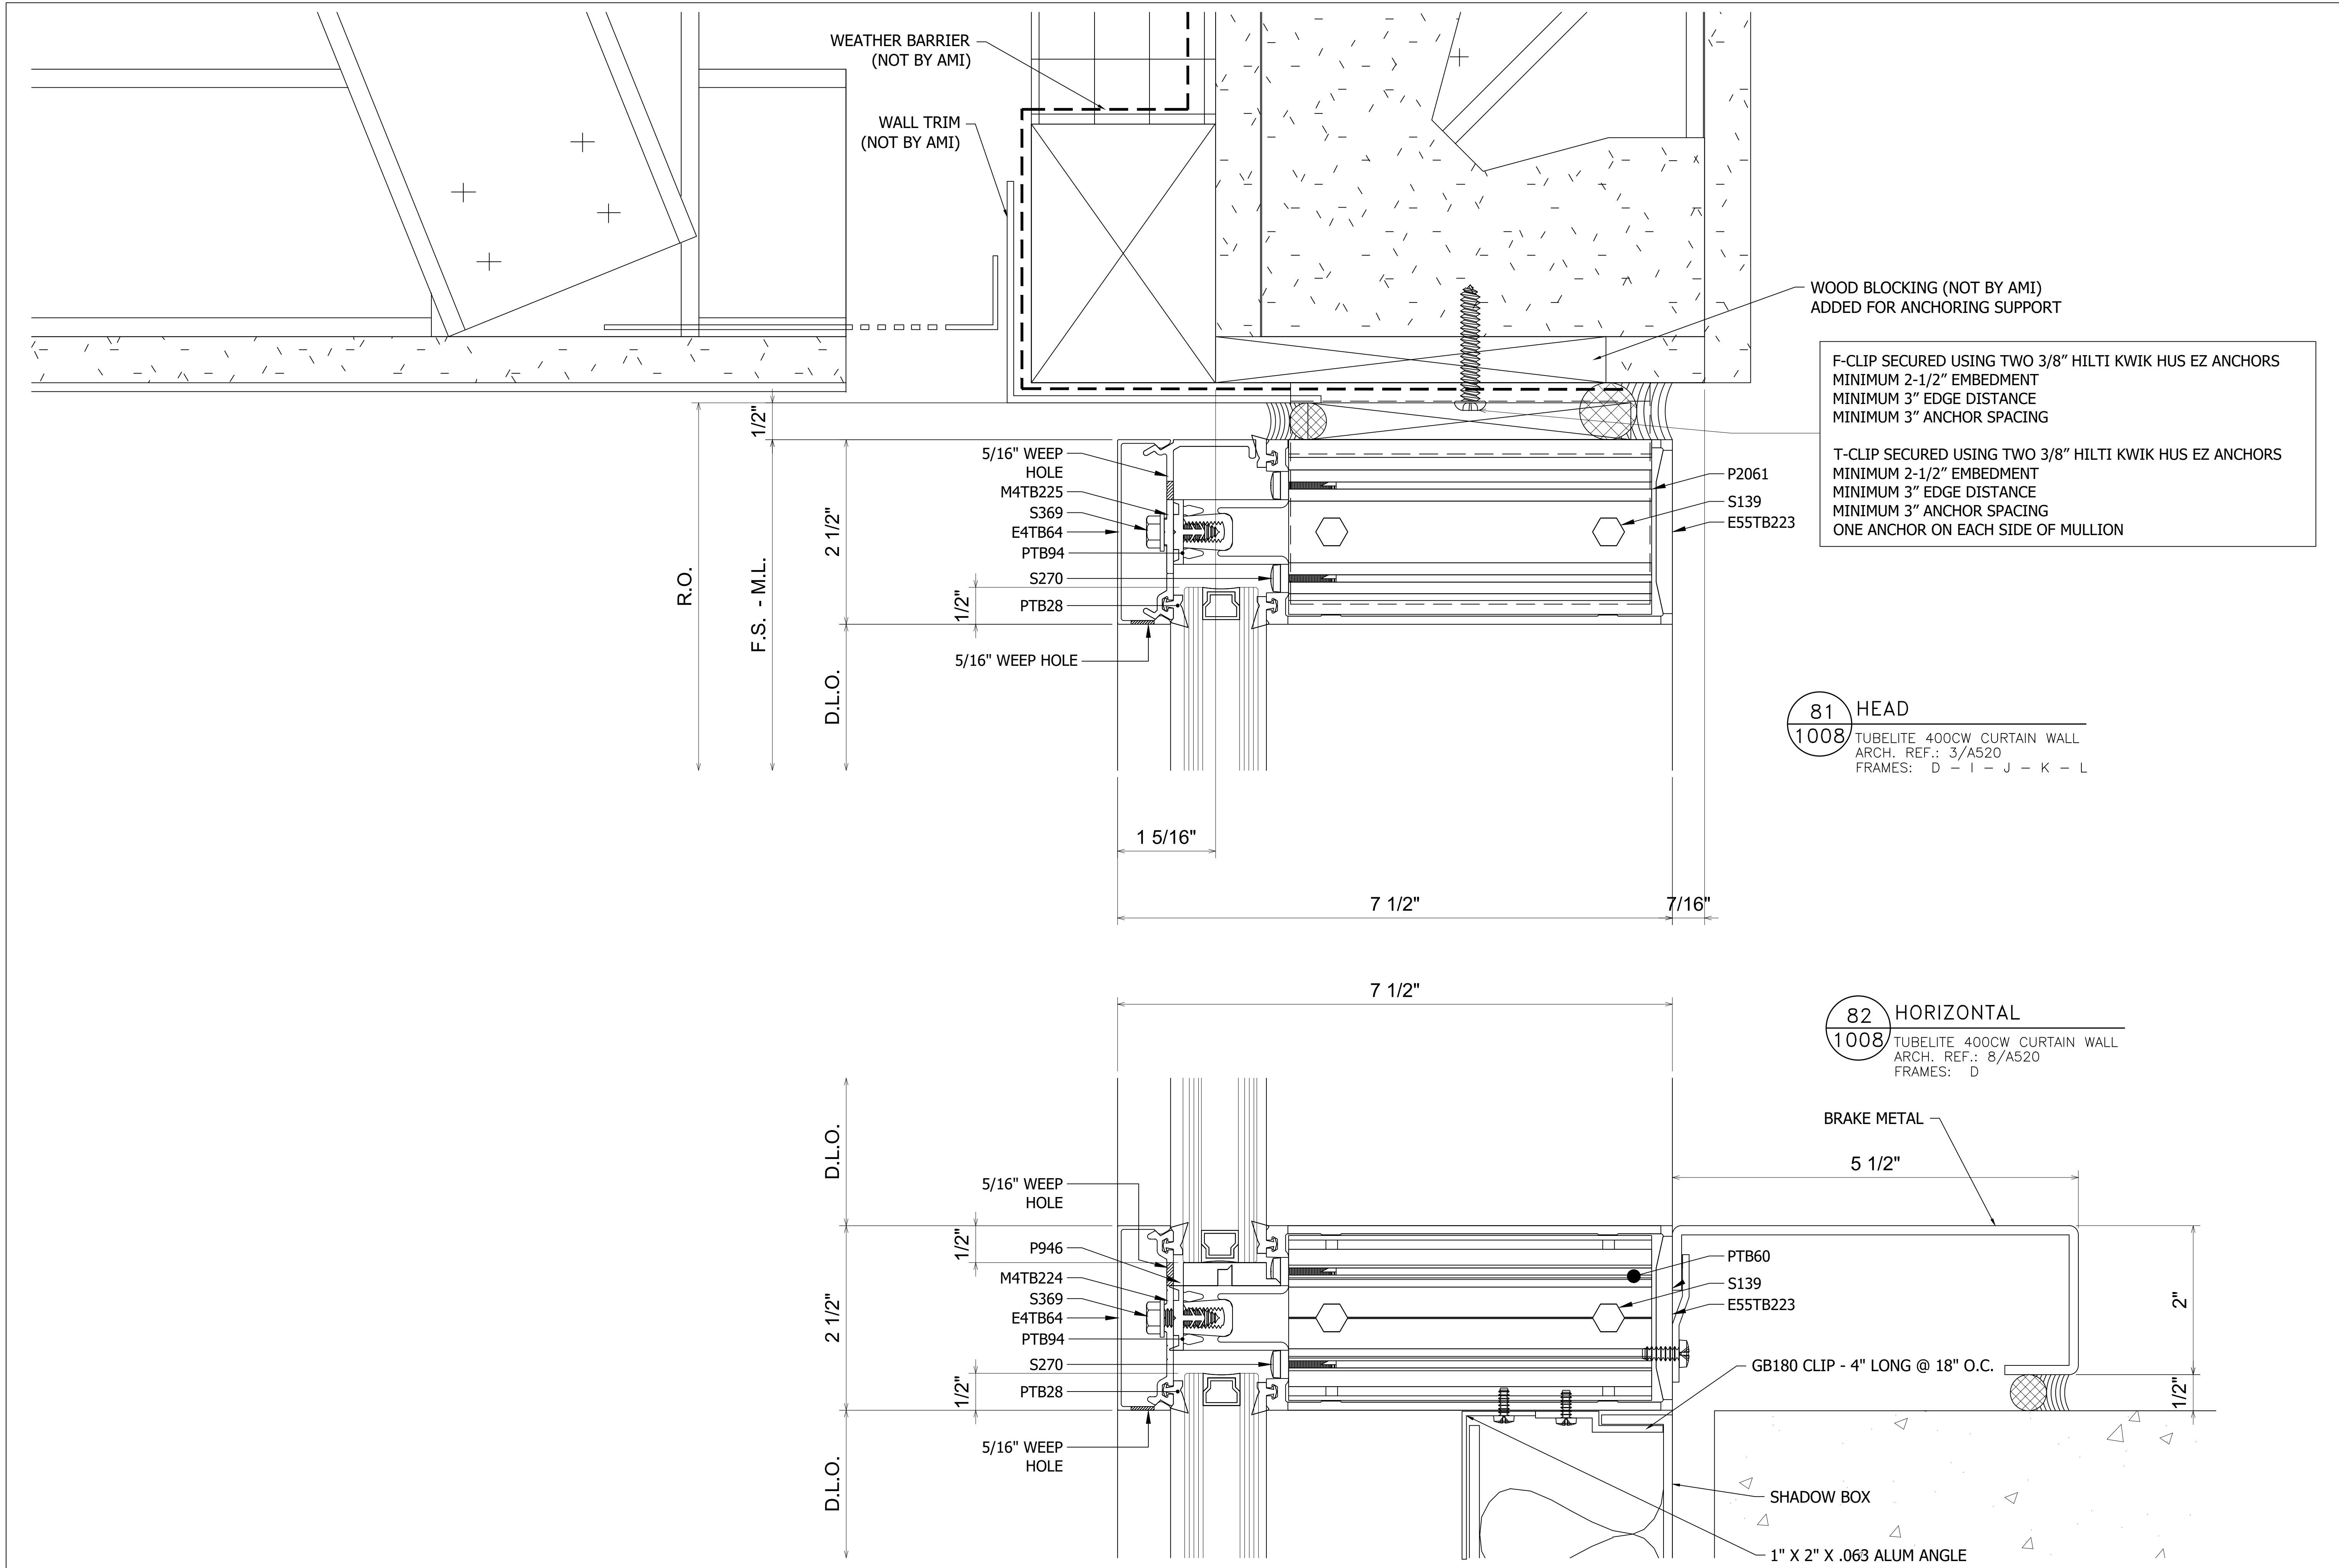 WEATHER BARRIER
(NOT BY AMI)
WALL TRIM
(NOT BY AMI)
WOOD BLOCKING (NOT BY AMI)
ADDED FOR ANCHORING SUPPORT
F-CLIP SECURED USING TWO 3/8" HILTI KWIK HUS EZ ANCHORS
MINIMUM 2-1/2" EMBEDMENT
MINIMUM 3" EDGE DISTANCE
MINIMUM 3" ANCHOR SPACING
T-CLIP SECURED USING TWO 3/8" HILTI KWIK HUS EZ ANCHORS
MINIMUM 2-1/2" EMBEDMENT
MINIMUM 3" EDGE DISTANCE
MINIMUM 3" ANCHOR SPACING
ONE ANCHOR ON EACH SIDE OF MULLION
1/2"
2 1/2"
R.O.
F.S. - M.L.
1/2"
D.L.O.
5/16" WEEP
HOLE
M4TB225
S369
E4TB64
PTB94
S270
PTB28
5/16" WEEP HOLE
P2061
S139
E55TB223
81
1008
HEAD
TUBELITE 400CW CURTAIN WALL
ARCH. REF.: 3/A520
FRAMES: D - I - J - K - L
1 5/16"
7 1/2"
7/16"
7 1/2"
82
1008
HORIZONTAL
TUBELITE 400CW CURTAIN WALL
ARCH. REF.: 8/A520
FRAMES: D
BRAKE METAL
5 1/2"
D.L.O.
1/2"
2 1/2"
1/2"
D.L.O.
5/16" WEEP
HOLE
P946
M4TB224
S369
E4TB64
PTB94
S270
PTB28
5/16" WEEP
HOLE
PTB60
S139
E55TB223
2"
1/2"
GB180 CLIP - 4" LONG @ 18" O.C.
SHADOW BOX
1" X 2" X .063 ALUM ANGLE